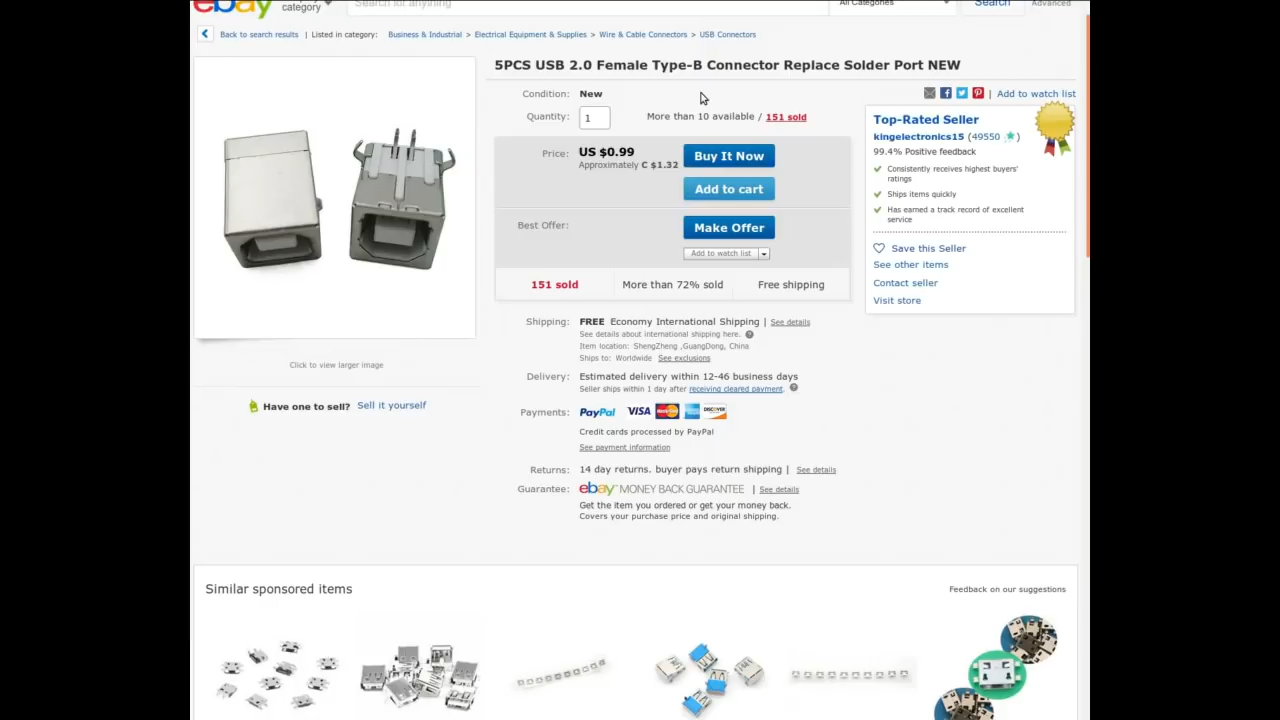 ebay
category
Search for anything
All Categories
Search
Advanced
Back to search results | Listed in category: Business & Industrial > Electrical Equipment & Supplies > Wire & Cable Connectors > USB Connectors
5PCS USB 2.0 Female Type-B Connector Replace Solder Port NEW
Condition: New
| Add to watch list
Quantity: 1 More than 10 available / 151 sold
Price: US $0.99
Approximately C $1.32
Buy It Now
Add to cart
Best Offer:
Make Offer
Add to watch list
151 sold More than 72% sold Free shipping
Top-Rated Seller
kingelectronics15 (49550 )
99.4% Positive feedback
Consistently receives highest buyers'
ratings
Ships items quickly
Has earned a track record of excellent
service
Save this Seller
See other items
Contact seller
Visit store
Click to view larger image
Have one to sell? Sell it yourself
Shipping: FREE Economy International Shipping | See details
See details about international shipping here. ?
Item location: ShengZheng ,GuangDong, China
Ships to: Worldwide See exclusions
Delivery: Estimated delivery within 12-46 business days
Seller ships within 1 day after receiving cleared payment. ?
Payments: PayPal VISA MasterCard DISCOVER
Credit cards processed by PayPal
See payment information
Returns: 14 day returns. buyer pays return shipping | See details
Guarantee: ebay MONEY BACK GUARANTEE | See details
Get the item you ordered or get your money back.
Covers your purchase price and original shipping.
Similar sponsored items
Feedback on our suggestions